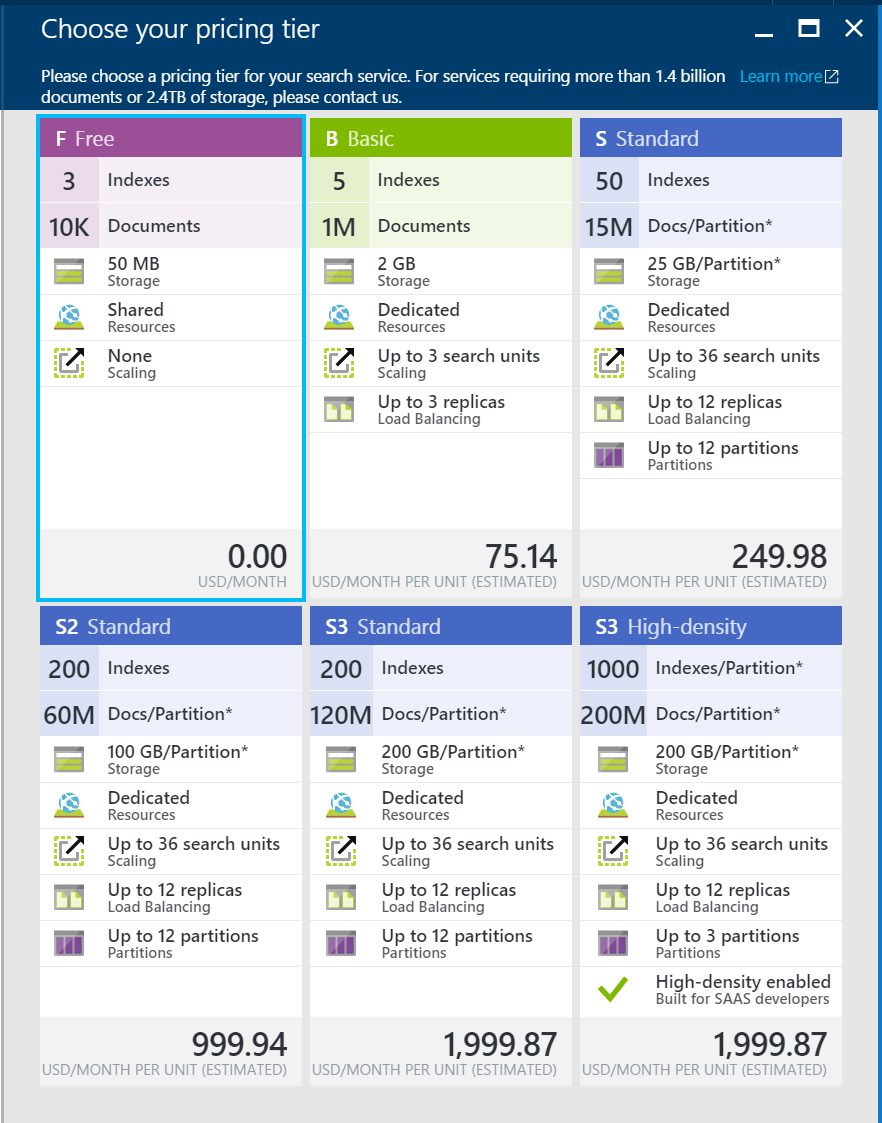 Choose your pricing tier
Please choose a pricing tier for your search service. For services requiring more than 1.4 billion
documents or 2.4TB of storage, please contact us.
Learn more
F Free
3 Indexes
10K Documents
50 MB
Storage
Shared
Resources
None
Scaling
0.00
USD/MONTH
B Basic
5 Indexes
1M Documents
2 GB
Storage
Dedicated
Resources
Up to 3 search units
Scaling
Up to 3 replicas
Load Balancing
75.14
USD/MONTH PER UNIT (ESTIMATED)
S Standard
50 Indexes
15M Docs/Partition*
25 GB/Partition*
Storage
Dedicated
Resources
Up to 36 search units
Scaling
Up to 12 replicas
Load Balancing
Up to 12 partitions
Partitions
249.98
USD/MONTH PER UNIT (ESTIMATED)
S2 Standard
200 Indexes
60M Docs/Partition*
100 GB/Partition*
Storage
Dedicated
Resources
Up to 36 search units
Scaling
Up to 12 replicas
Load Balancing
Up to 12 partitions
Partitions
999.94
USD/MONTH PER UNIT (ESTIMATED)
S3 Standard
200 Indexes
120M Docs/Partition*
200 GB/Partition*
Storage
Dedicated
Resources
Up to 36 search units
Scaling
Up to 12 replicas
Load Balancing
Up to 12 partitions
Partitions
1,999.87
USD/MONTH PER UNIT (ESTIMATED)
S3 High-density
1000 Indexes/Partition*
200M Docs/Partition*
200 GB/Partition*
Storage
Dedicated
Resources
Up to 36 search units
Scaling
Up to 12 replicas
Load Balancing
Up to 3 partitions
Partitions
High-density enabled
Built for SAAS developers
1,999.87
USD/MONTH PER UNIT (ESTIMATED)